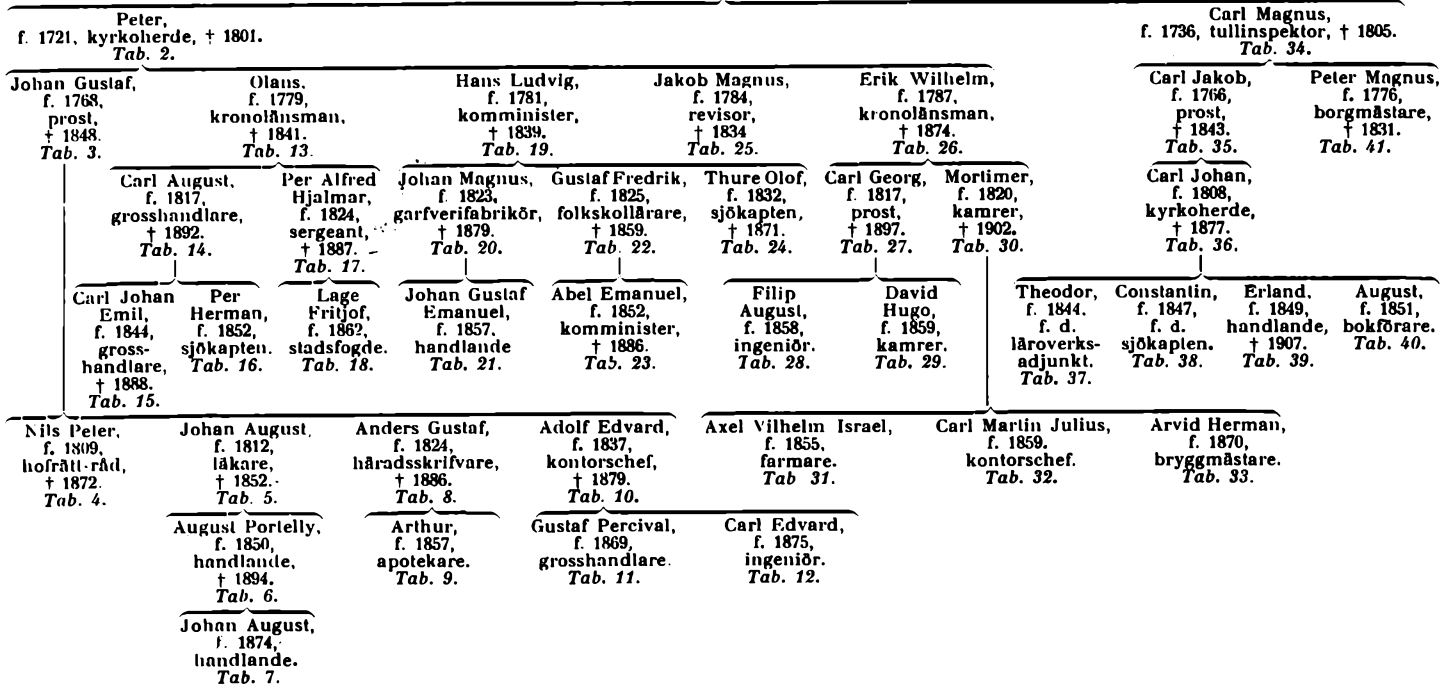 Peter,
f. 1721, kyrkoherde, † 1801.
Tab. 2.
Carl Magnus,
f. 1736, tullinspektor, † 1805.
Tab. 34.
Johan Gustaf,
f. 1768,
prost,
† 1848.
Tab. 3.
Olaus,
f. 1779,
kronolänsman,
† 1841.
Tab. 13.
Hans Ludvig,
f. 1781,
komminister,
† 1839.
Tab. 19.
Jakob Magnus,
f. 1784,
revisor,
† 1834
Tab. 25.
Erik Wilhelm,
f. 1787,
kronolänsman,
† 1874.
Tab. 26.
Carl Jakob,
f. 1766,
prost,
† 1843.
Tab. 35.
Peter Magnus,
f. 1776,
borgmästare,
† 1831.
Tab. 41.
Carl August,
f. 1817,
grosshandlare,
† 1892.
Tab. 14.
Per Alfred
Hjalmar,
f. 1824,
sergeant,
† 1887.
Tab. 17.
Johan Magnus,
f. 1823,
garfverifabrikör,
† 1879.
Tab. 20.
Gustaf Fredrik,
f. 1825,
folkskollärare,
† 1859.
Tab. 22.
Thure Olof,
f. 1832,
sjökapten,
† 1871.
Tab. 24.
Carl Georg,
f. 1817,
prost,
† 1897.
Tab. 27.
Mortimer,
f. 1820,
kamrer,
† 1902.
Tab. 30.
Carl Johan,
f. 1808,
kyrkoherde,
† 1877.
Tab. 36.
Carl Johan
Emil,
f. 1844,
gross-
handlare,
† 1888.
Tab. 15.
Per
Herman,
f. 1852,
sjökapten.
Tab. 16.
Lage
Fritjof,
f. 1862,
stadsfogde.
Tab. 18.
Johan Gustaf
Emanuel,
f. 1857.
handlande
Tab. 21.
Abel Emanuel,
f. 1852,
komminister,
† 1886.
Tab. 23.
Filip
August,
f. 1858,
ingeniör.
Tab. 28.
David
Hugo,
f. 1859,
kamrer.
Tab. 29.
Theodor,
f. 1844.
f. d.
läroverks-
adjunkt.
Tab. 37.
Constantin,
f. 1847,
f. d.
sjökapten.
Tab. 38.
Erland,
f. 1849,
handlande,
† 1907.
Tab. 39.
August,
f. 1851,
bokförare.
Tab. 40.
Nils Peter,
f. 1809,
hofrätt-råd,
† 1872.
Tab. 4.
Johan August,
f. 1812,
läkare,
† 1852.
Tab. 5.
Anders Gustaf,
f. 1824,
häradsskrifvare,
† 1886.
Tab. 8.
Adolf Edvard,
f. 1837,
kontorschef,
† 1879.
Tab. 10.
Axel Vilhelm Israel,
f. 1855,
farmare.
Tab 31.
Carl Martin Julius,
f. 1859.
kontorschef.
Tab. 32.
Arvid Herman,
f. 1870,
bryggmästare.
Tab. 33.
August Portelly,
f. 1850,
handlande,
† 1894.
Tab. 6.
Arthur,
f. 1857,
apotekare.
Tab. 9.
Gustaf Percival,
f. 1869,
grosshandlare.
Tab. 11.
Carl Edvard,
f. 1875,
ingeniör.
Tab. 12.
Johan August,
f. 1874,
handlande.
Tab. 7.